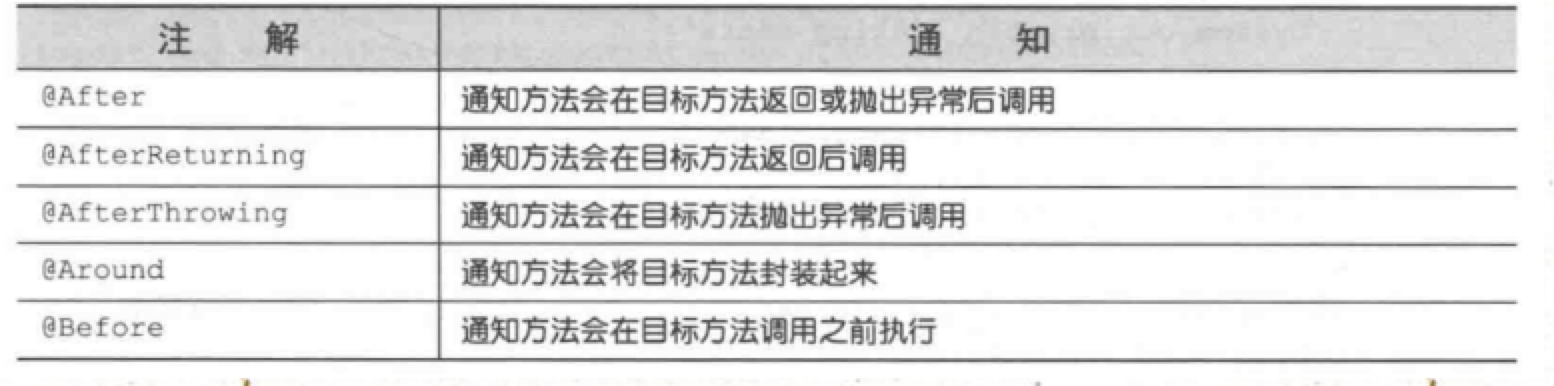 注 解 通 知
@After 通知方法会在目标方法返回或抛出异常后调用
@AfterReturning 通知方法会在目标方法返回后调用
@AfterThrowing 通知方法会在目标方法抛出异常后调用
@Around 通知方法会将目标方法封装起来
@Before 通知方法会在目标方法调用之前执行